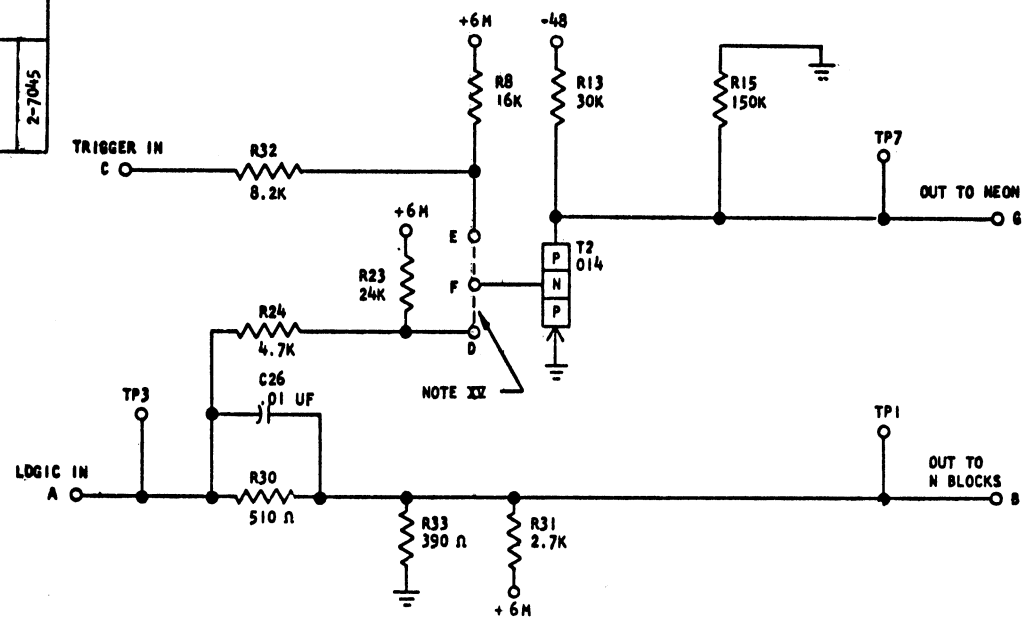 2-7045
+6M
-48
R8
16K
R13
30K
R15
150K
TRIGGER IN
C
R32
8.2K
TP7
OUT TO NEON
G
+6M
E
R23
24K
F
P
N
P
T2
014
R24
4.7K
D
NOTE XV
C26
.01 UF
TP3
TP1
LOGIC IN
A
R30
510 Ω
OUT TO
N BLOCKS
B
R33
390 Ω
R31
2.7K
+6M